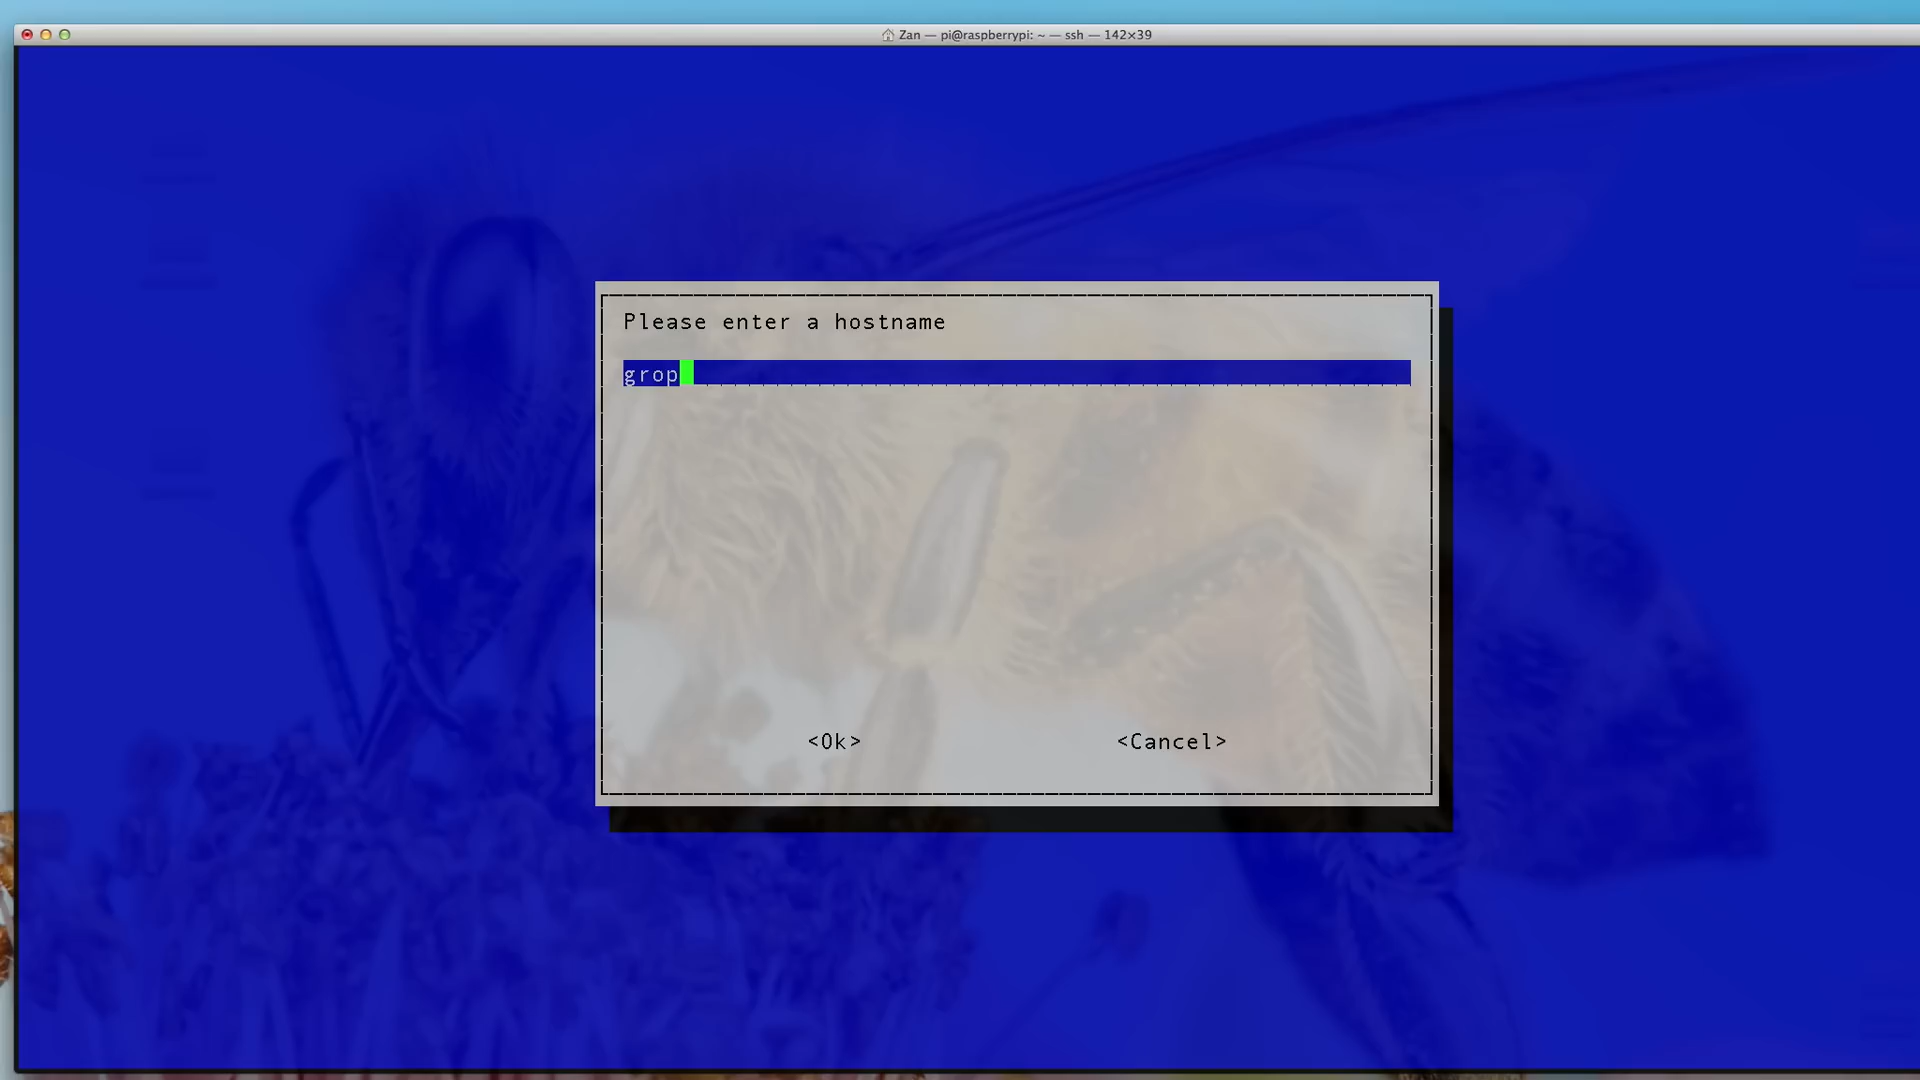 Zan — pi@raspberrypi: ~ — ssh — 142×39
Please enter a hostname
grop
<Ok> <Cancel>